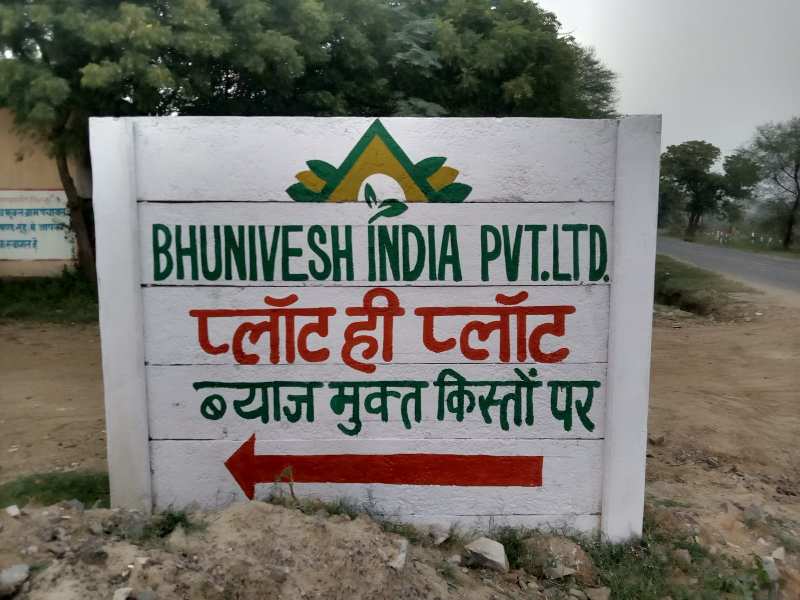 BHUNIVESH INDIA PVT.LTD.
प्लॉट ही प्लॉट
ब्याज मुक्त किस्तों पर